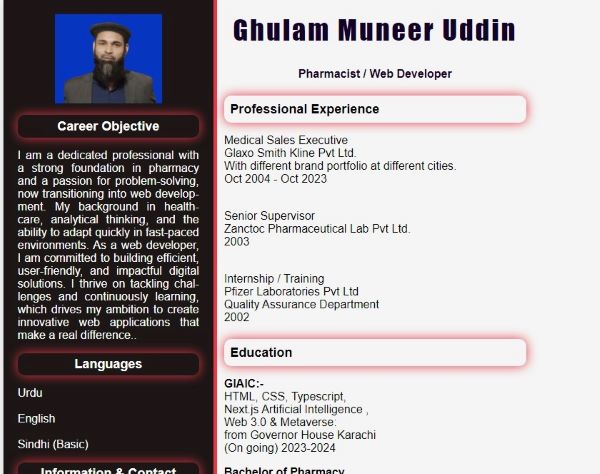 Ghulam Muneer Uddin
Pharmacist / Web Developer
Career Objective
I am a dedicated professional with
a strong foundation in pharmacy
and a passion for problem-solving,
now transitioning into web develop-
ment. My background in health-
care, analytical thinking, and the
ability to adapt quickly in fast-paced
environments. As a web developer,
I am committed to building efficient,
user-friendly, and impactful digital
solutions. I thrive on tackling chal-
lenges and continuously learning,
which drives my ambition to create
innovative web applications that
make a real difference..
Languages
Urdu
English
Sindhi (Basic)
Information & Contact
Professional Experience
Medical Sales Executive
Glaxo Smith Kline Pvt Ltd.
With different brand portfolio at different cities.
Oct 2004 - Oct 2023
Senior Supervisor
Zanctoc Pharmaceutical Lab Pvt Ltd.
2003
Internship / Training
Pfizer Laboratories Pvt Ltd
Quality Assurance Department
2002
Education
GIAIC:-
HTML, CSS, Typescript,
Next.js Artificial Intelligence ,
Web 3.0 & Metaverse.
from Governor House Karachi
(On going) 2023-2024
Bachelor of Pharmacy